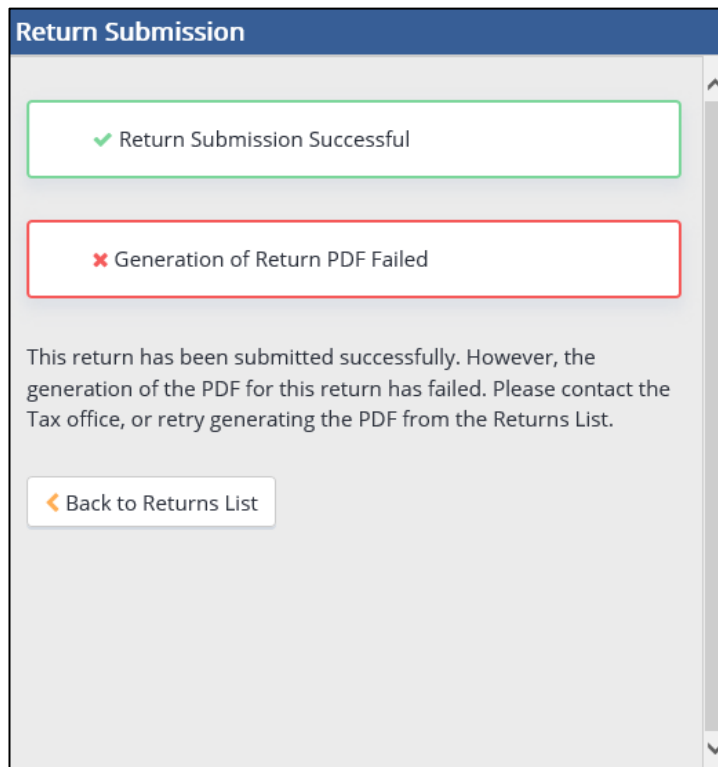 Return Submission
Return Submission Successful
Generation of Return PDF Failed
This return has been submitted successfully. However, the
generation of the PDF for this return has failed. Please contact the
Tax office, or retry generating the PDF from the Returns List.
Back to Returns List